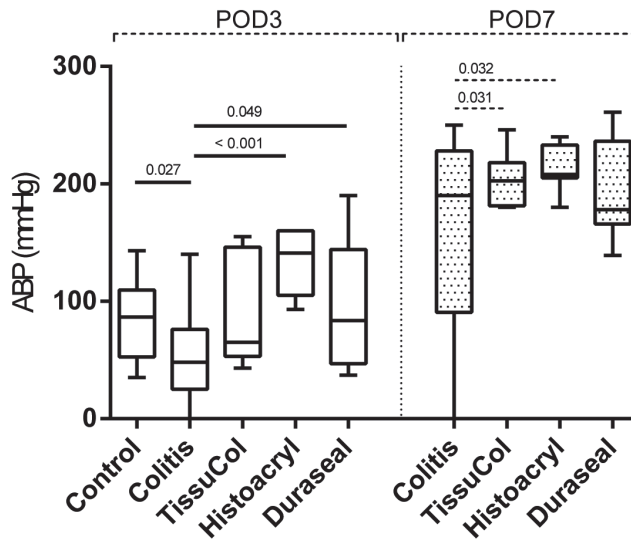 POD3 POD7
300
200
100
0
ABP (mmHg)
0.027
0.049
< 0.001
0.032
0.031
Control
Colitis
TissuCol
Histoacryl
Duraseal
Colitis
TissuCol
Histoacryl
Duraseal